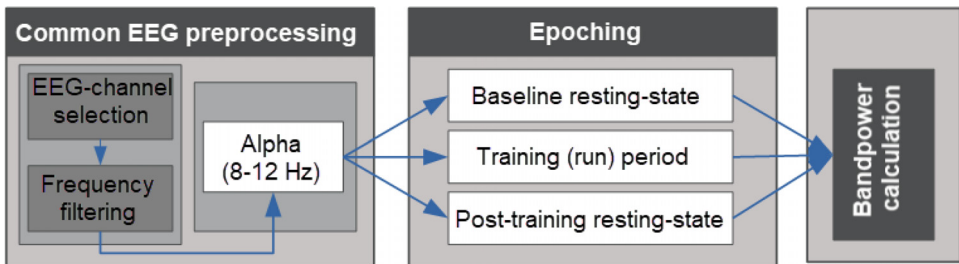 Common EEG preprocessing
EEG-channel
selection
Frequency
filtering
Alpha
(8-12 Hz)
Epoching
Baseline resting-state
Training (run) period
Post-training resting-state
Bandpower
calculation